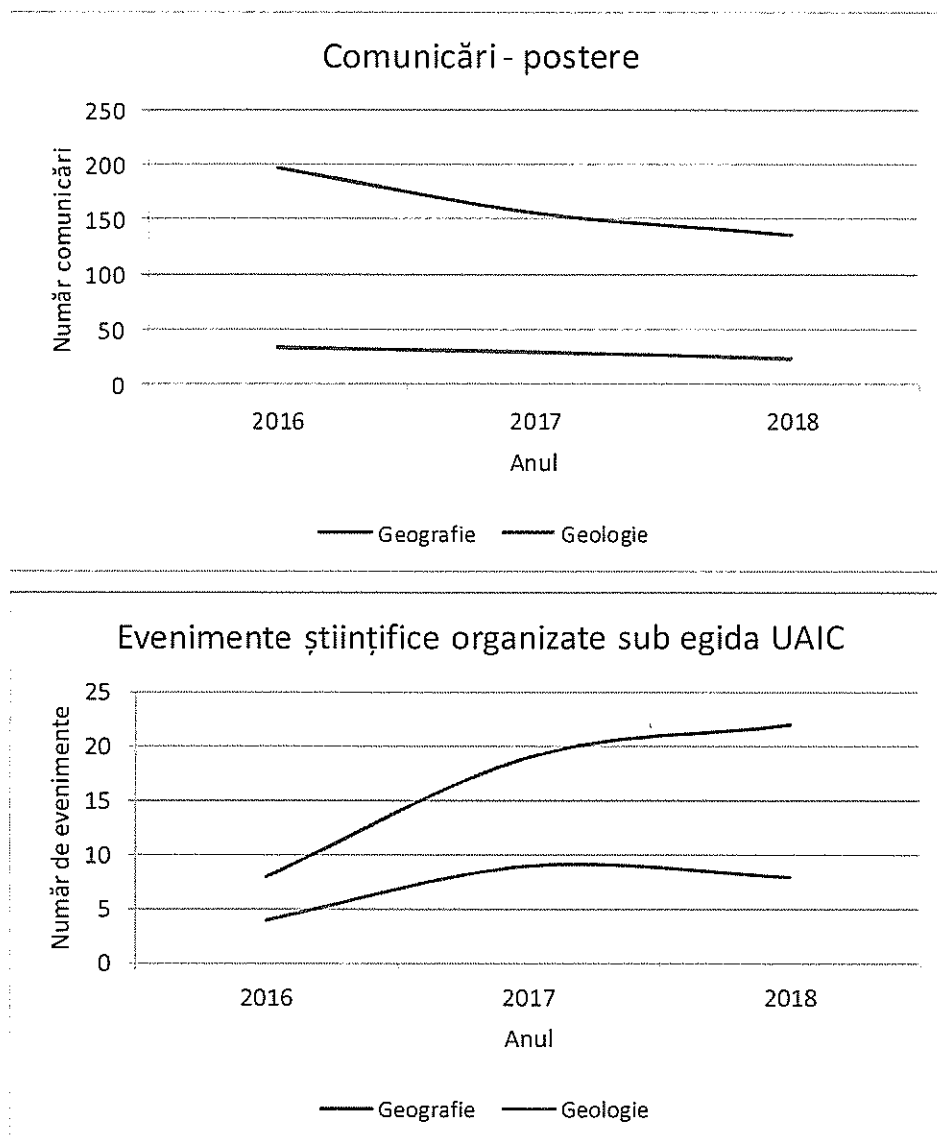 Comunicări - postere
250
200
150
100
50
0
Număr comunicări
2016 2017 2018
Anul
Geografie Geologie
Evenimente științifice organizate sub egida UAIC
25
20
15
10
5
0
Număr de evenimente
2016 2017 2018
Anul
Geografie Geologie